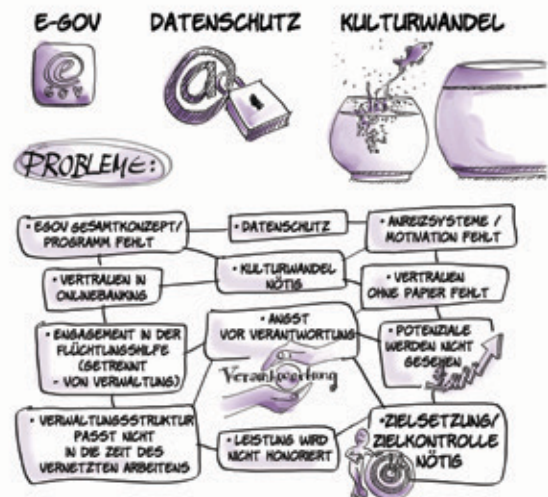 E-GOV
DATENSCHUTZ
KULTURWANDEL
e
GOV
@
PROBLEME:
• EGOV GESAMTKONZEPT/
PROGRAMM FEHLT
• DATENSCHUTZ
• ANREIZSYSTEME /
MOTIVATION FEHLT
• VERTRAUEN IN
ONLINEBANKING
• KULTURWANDEL
NÖTIG
• VERTRAUEN
OHNE PAPIER FEHLT
• ENGAGEMENT IN DER
FLÜCHTLINGSHILFE
(GETRENNT
- VON VERWALTUNG)
• ANGST
VOR VERANTWORTUNG
Verantwortung
• POTENZIALE
WERDEN NICHT
GESEHEN
• VERWALTUNGSSTRUKTUR
PASST NICHT
IN DIE ZEIT DES
VERNETZTEN ARBEITENS
• LEISTUNG WIRD
NICHT HONORIERT
• ZIELSETZUNG/
ZIELKONTROLLE
NÖTIG